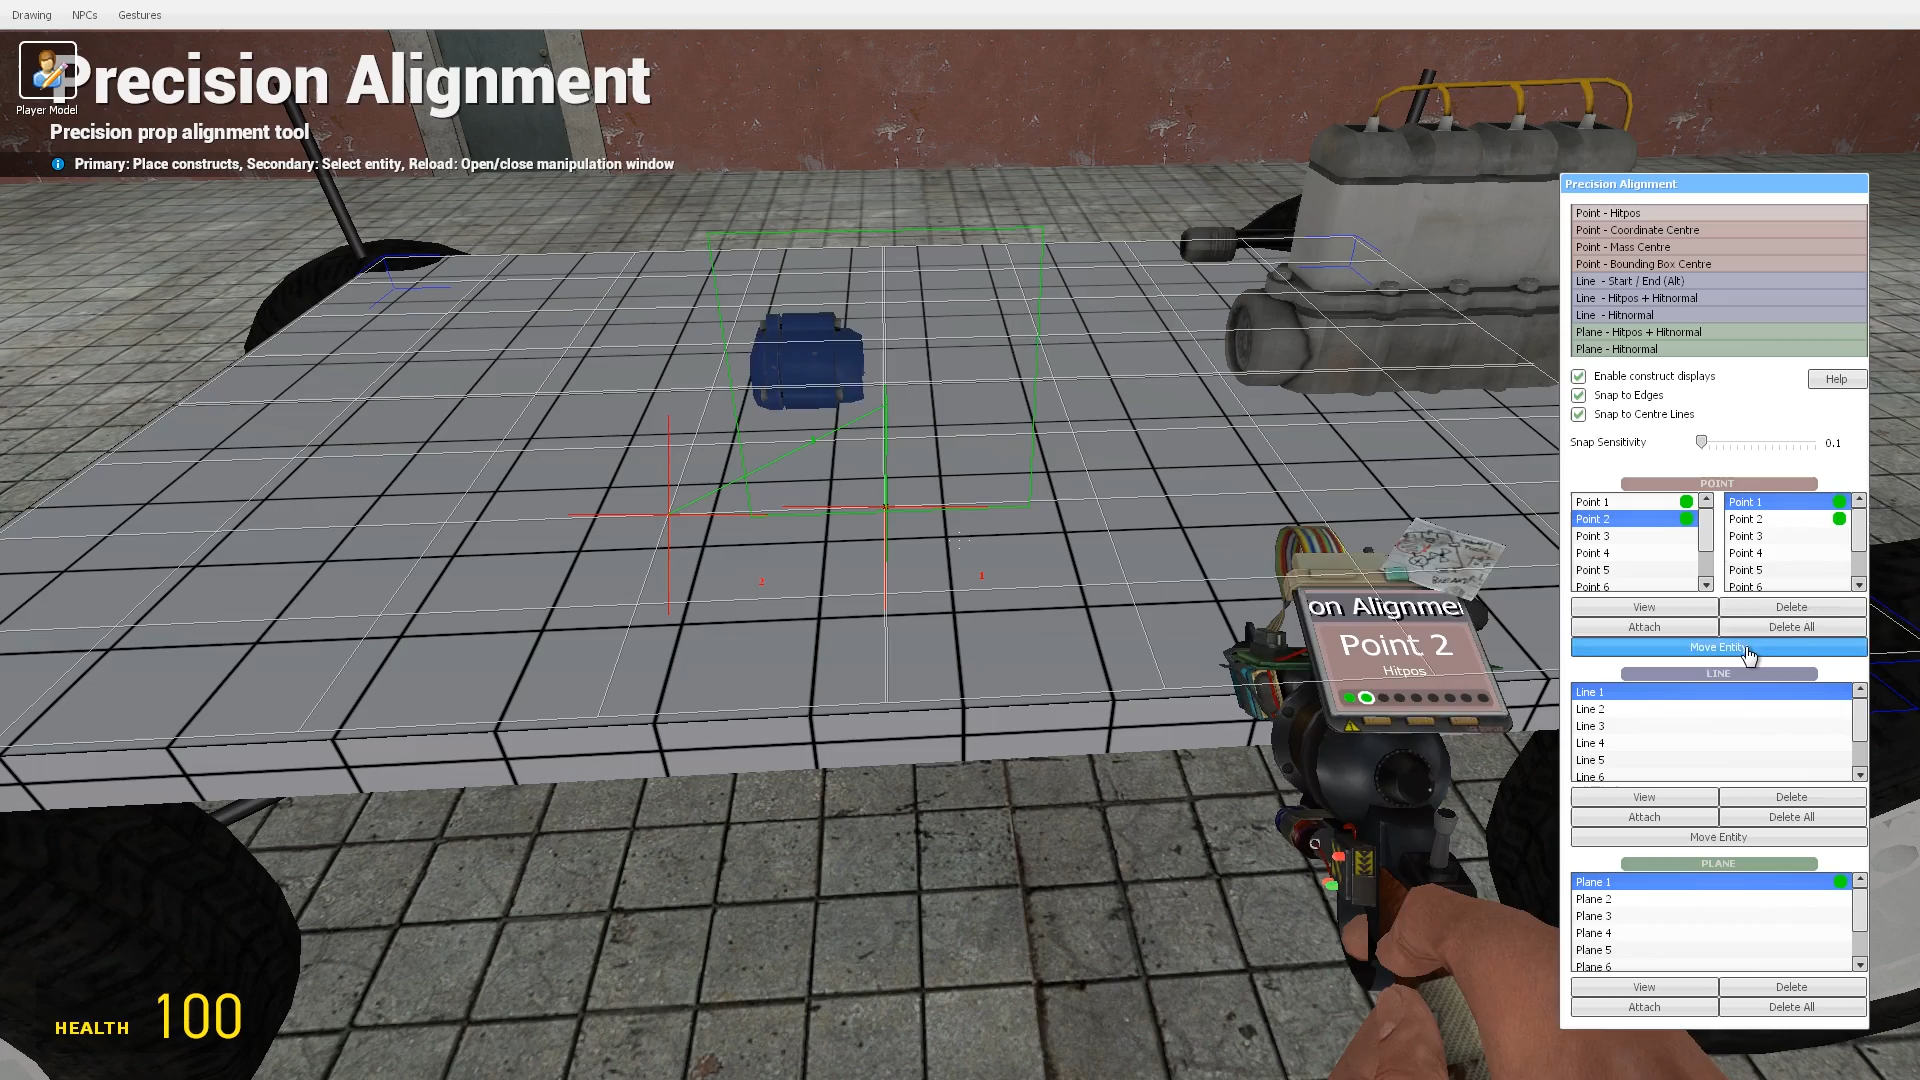 Drawing NPCs Gestures
Precision Alignment
Player Model
Precision prop alignment tool
Primary: Place constructs, Secondary: Select entity, Reload: Open/close manipulation window
Precision Alignment
Point - Hitpos
Point - Coordinate Centre
Point - Mass Centre
Point - Bounding Box Centre
Line - Start / End (Alt)
Line - Hitpos + Hitnormal
Line - Hitnormal
Plane - Hitpos + Hitnormal
Plane - Hitnormal
Enable construct displays
Help
Snap to Edges
Snap to Centre Lines
Snap Sensitivity 0.1
POINT
Point 1 Point 1
Point 2 Point 2
Point 3 Point 3
Point 4 Point 4
Point 5 Point 5
Point 6 Point 6
View Delete
Attach Delete All
Move Entity
LINE
Line 1
Line 2
Line 3
Line 4
Line 5
Line 6
View Delete
Attach Delete All
Move Entity
PLANE
Plane 1
Plane 2
Plane 3
Plane 4
Plane 5
Plane 6
View Delete
Attach Delete All
2 1
on Alignme
Point 2
Hitpos
HEALTH 100